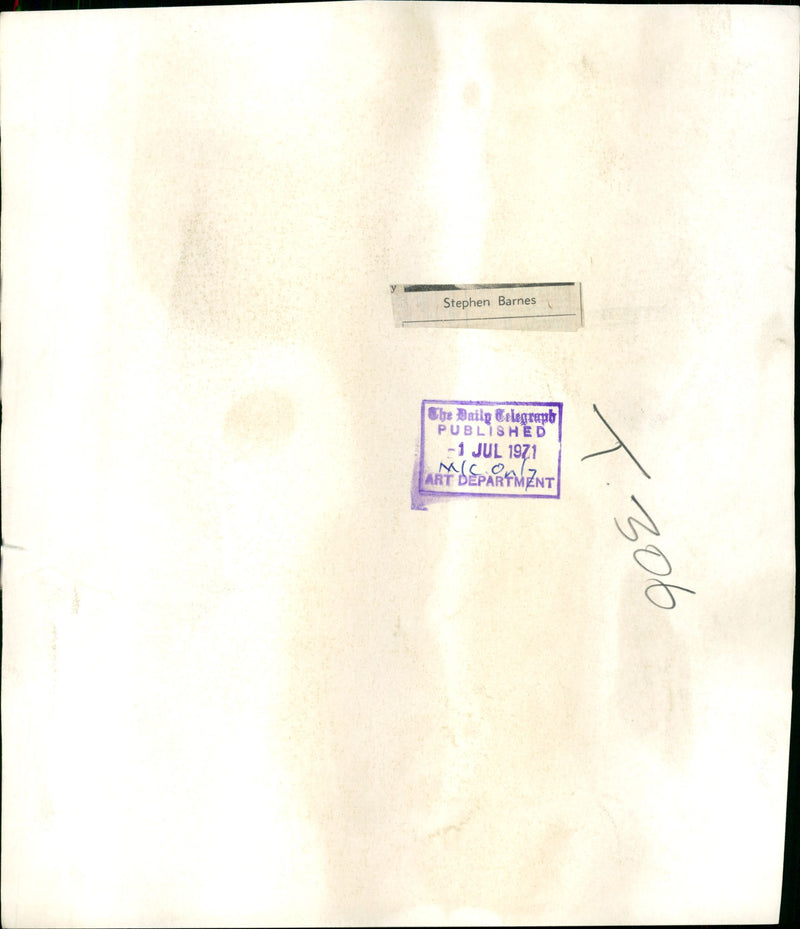 y
Stephen Barnes
The Daily Telegraph
PUBLISHED
-1 JUL 1971
M/C. Only
ART DEPARTMENT
T. 306